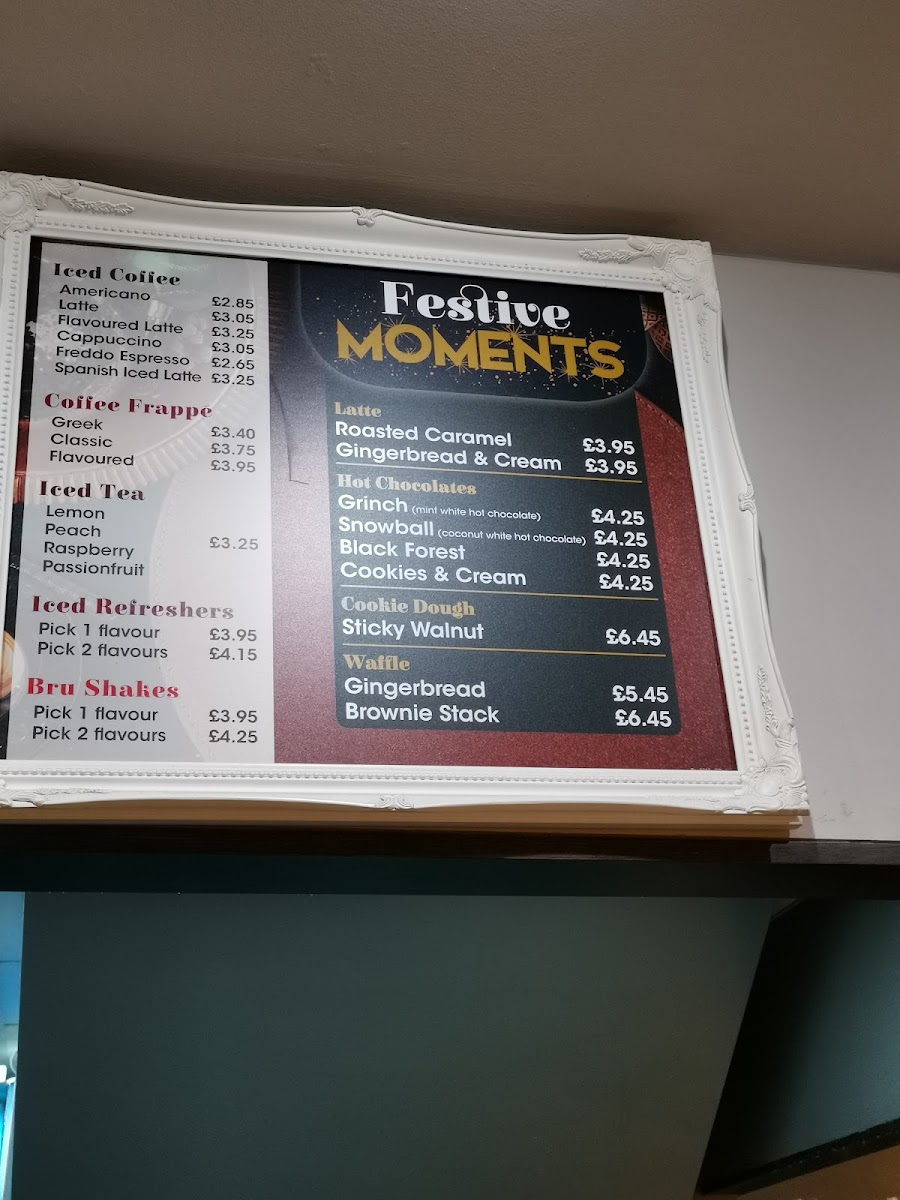 Iced Coffee
Americano £2.85
Latte £3.05
Flavoured Latte £3.25
Cappuccino £3.05
Freddo Espresso £2.65
Spanish Iced Latte £3.25
Coffee Frappe
Greek £3.40
Classic £3.75
Flavoured £3.95
Iced Tea
Lemon
Peach
Raspberry £3.25
Passionfruit
Iced Refreshers
Pick 1 flavour £3.95
Pick 2 flavours £4.15
Bru Shakes
Pick 1 flavour £3.95
Pick 2 flavours £4.25
Festive
MOMENTS
Latte
Roasted Caramel £3.95
Gingerbread & Cream £3.95
Hot Chocolates
Grinch (mint white hot chocolate) £4.25
Snowball (coconut white hot chocolate) £4.25
Black Forest £4.25
Cookies & Cream £4.25
Cookie Dough
Sticky Walnut £6.45
Waffle
Gingerbread £5.45
Brownie Stack £6.45